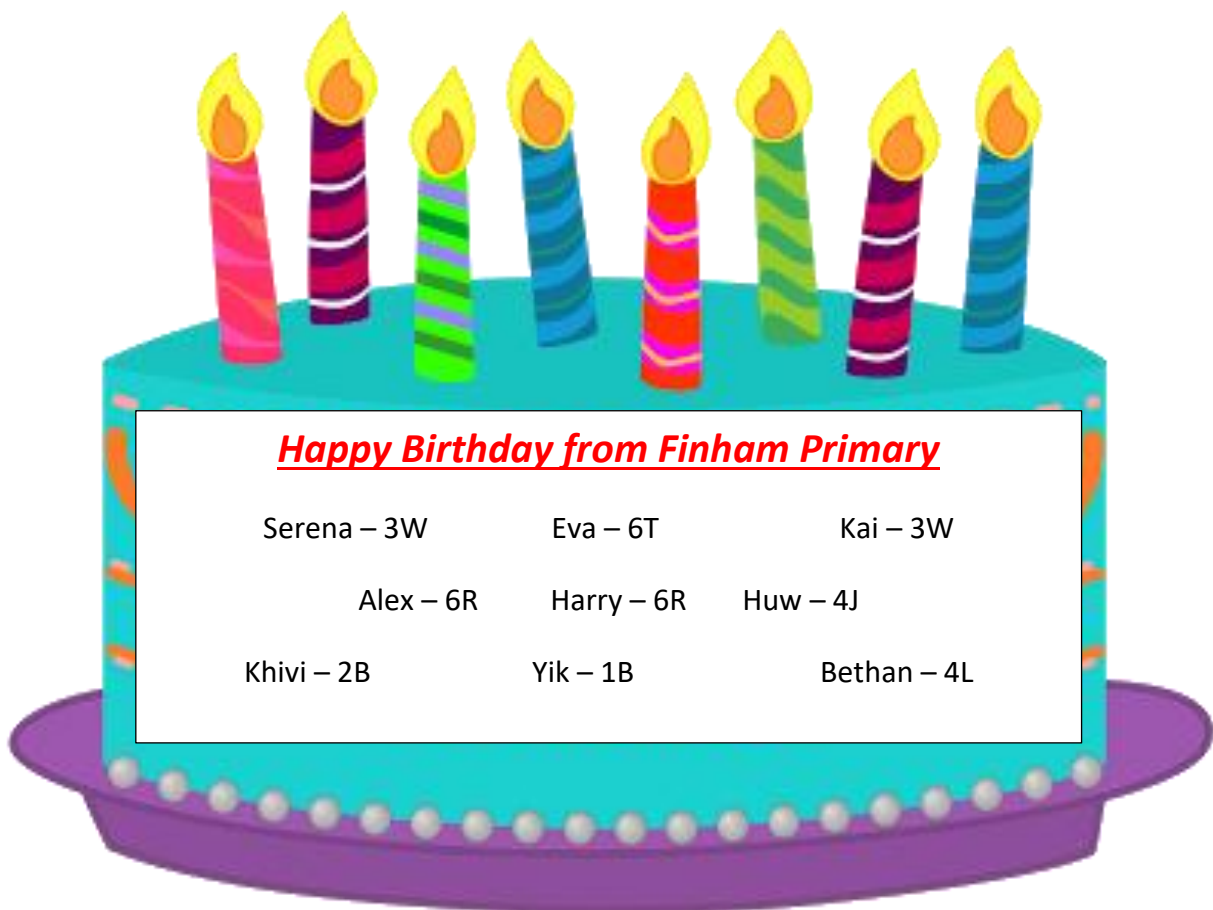 Happy Birthday from Finham Primary
Serena – 3W Eva – 6T Kai – 3W
Alex – 6R Harry – 6R Huw – 4J
Khivi – 2B Yik – 1B Bethan – 4L